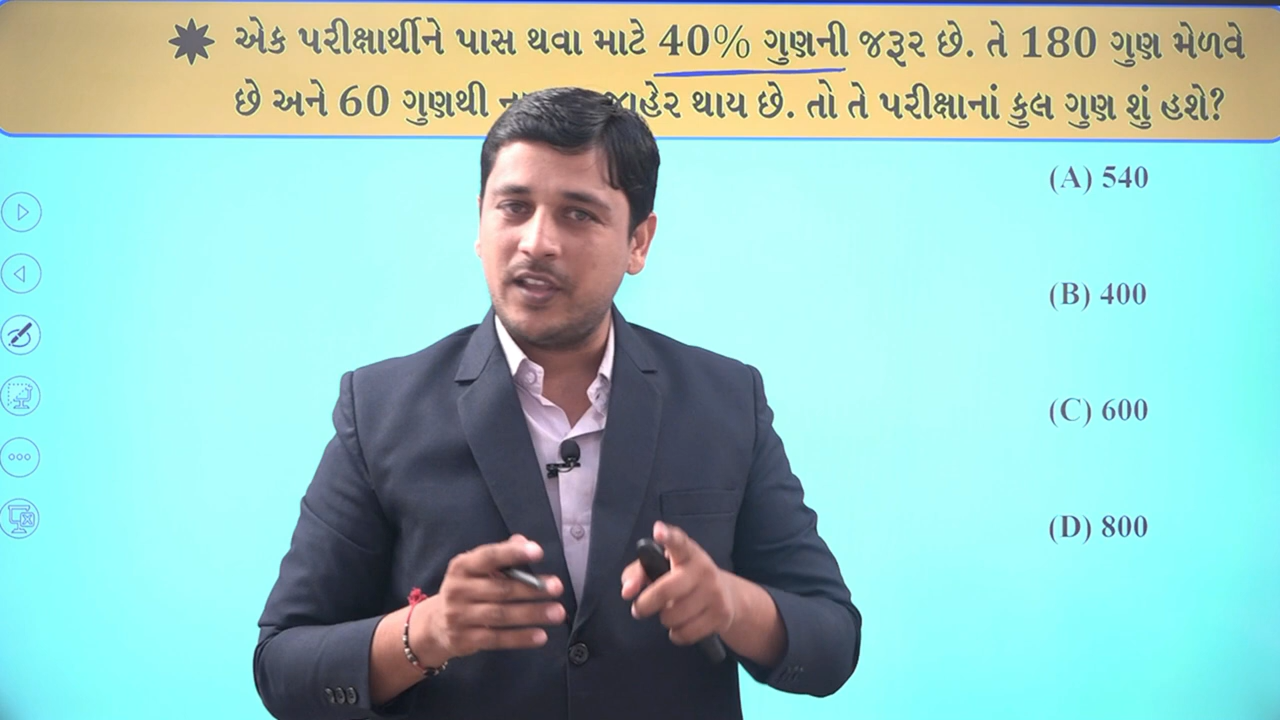 એક પરીક્ષાર્થીને પાસ થવા માટે 40% ગુણની જરૂર છે. તે 180 ગુણ મેળવે
છે અને 60 ગુણથી જાહેર થાય છે. તો તે પરીક્ષાનાં કુલ ગુણ શું હશે?
(A) 540
(B) 400
(C) 600
(D) 800